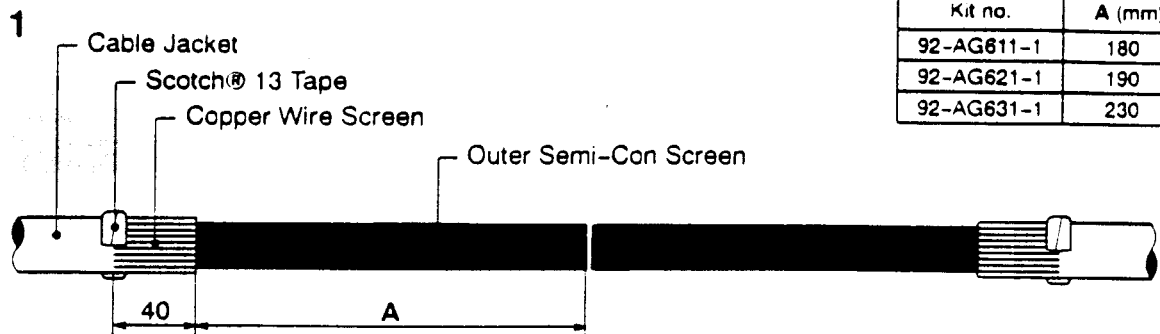 1
Cable Jacket
Scotch® 13 Tape
Copper Wire Screen
Outer Semi-Con Screen
40
A
Kit no. A (mm)
92-AG611-1 180
92-AG621-1 190
92-AG631-1 230